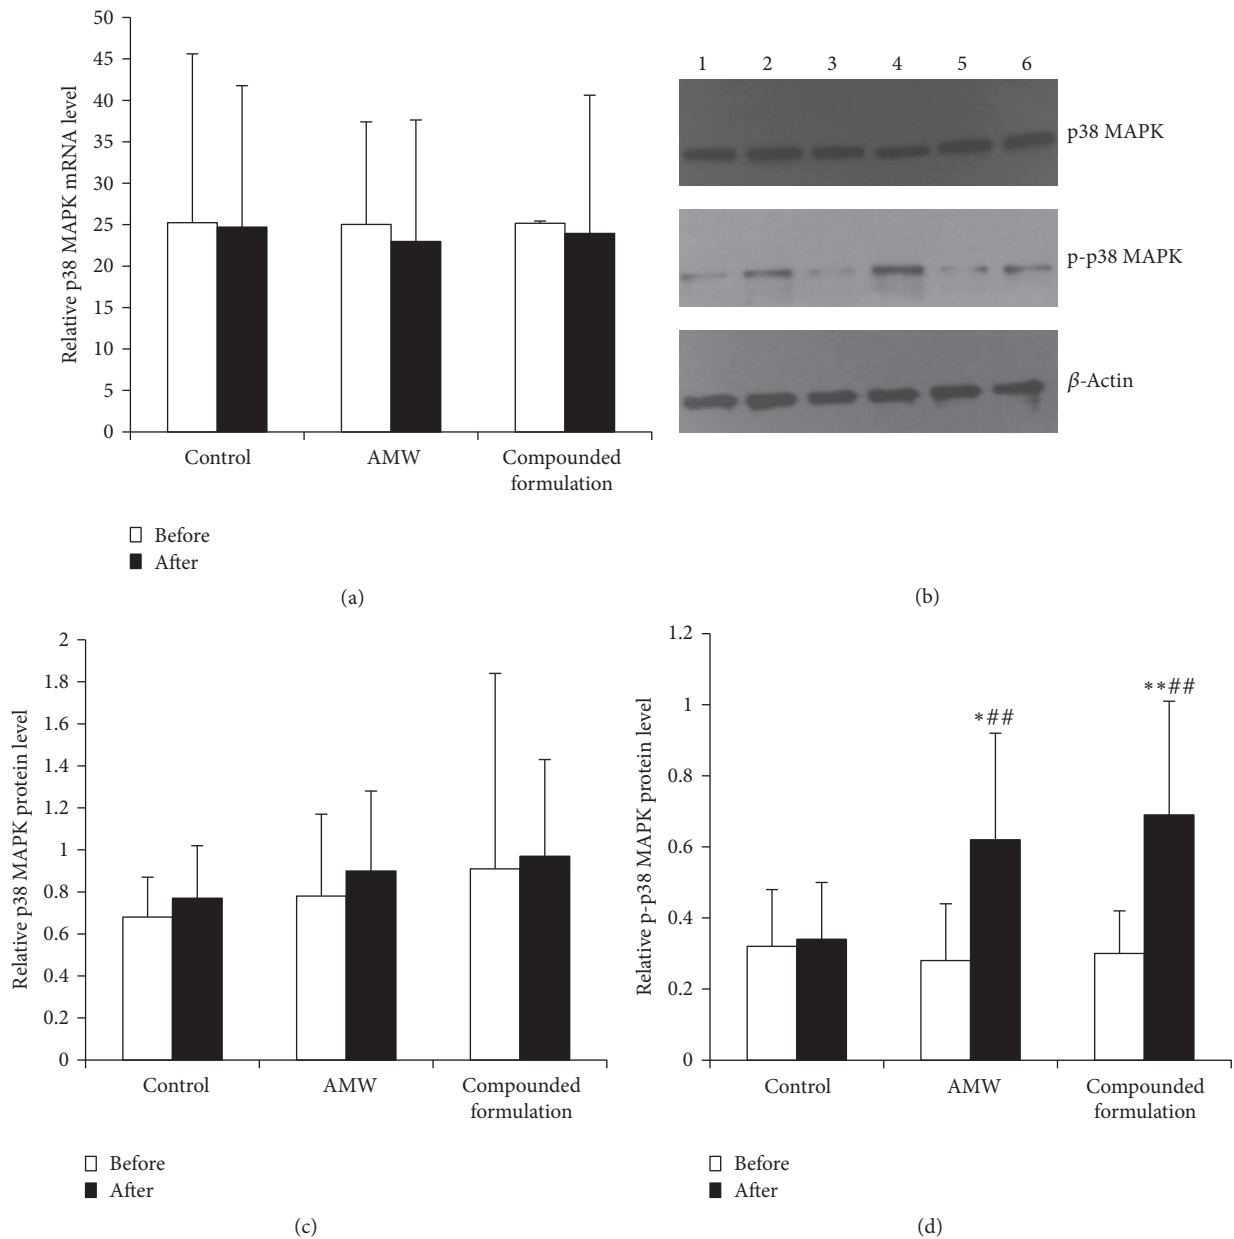 50
45
40
35
30
25
20
15
10
5
0
Relative p38 MAPK mRNA level
Control
AMW
Compounded
formulation
Before
After
(a)
1 2 3 4 5 6
p38 MAPK
p-p38 MAPK
β-Actin
(b)
2
1.8
1.6
1.4
1.2
1
0.8
0.6
0.4
0.2
0
Relative p38 MAPK protein level
Control
AMW
Compounded
formulation
Before
After
(c)
1.2
1
0.8
0.6
0.4
0.2
0
Relative p-p38 MAPK protein level
*##
**##
Control
AMW
Compounded
formulation
Before
After
(d)